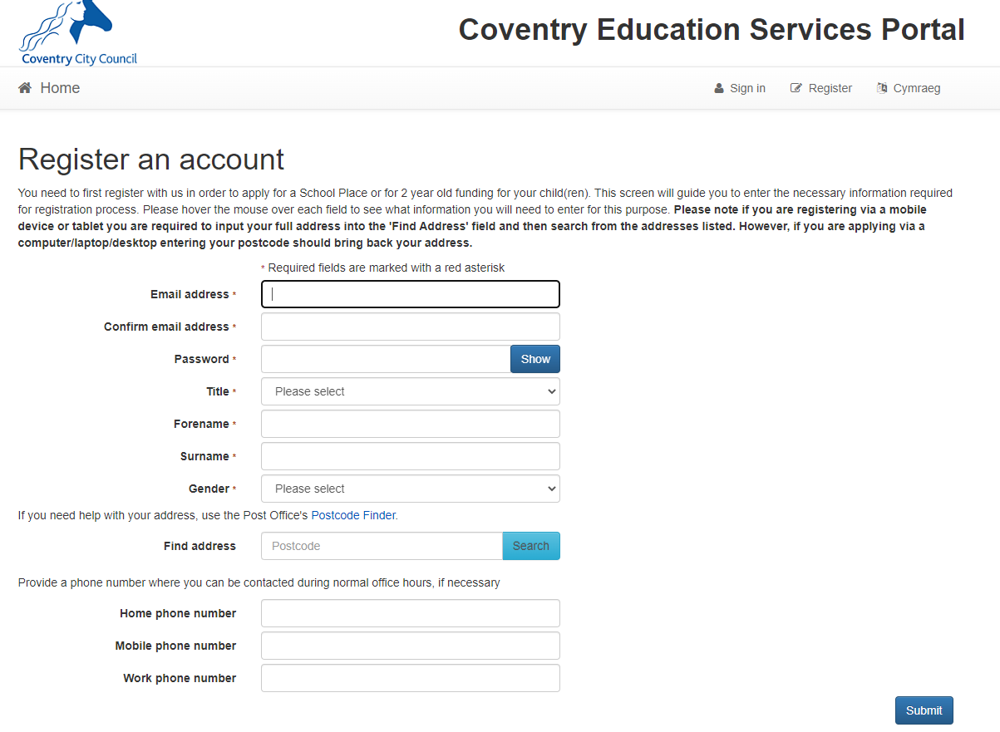 Coventry City Council
Coventry Education Services Portal
Home
Sign in
Register
Cymraeg
Register an account
You need to first register with us in order to apply for a School Place or for 2 year old funding for your child(ren). This screen will guide you to enter the necessary information required
for registration process. Please hover the mouse over each field to see what information you will need to enter for this purpose. Please note if you are registering via a mobile
device or tablet you are required to input your full address into the 'Find Address' field and then search from the addresses listed. However, if you are applying via a
computer/laptop/desktop entering your postcode should bring back your address.
* Required fields are marked with a red asterisk
Email address *
Confirm email address *
Password * Show
Title * Please select
Forename *
Surname *
Gender * Please select
If you need help with your address, use the Post Office's Postcode Finder.
Find address Postcode Search
Provide a phone number where you can be contacted during normal office hours, if necessary
Home phone number
Mobile phone number
Work phone number
Submit